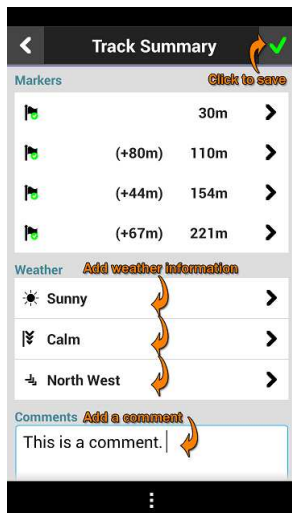 Track Summary
Markers
Click to save
30m
(+80m) 110m
(+44m) 154m
(+67m) 221m
Weather Add weather information
Sunny
Calm
North West
Comments Add a comment
This is a comment.